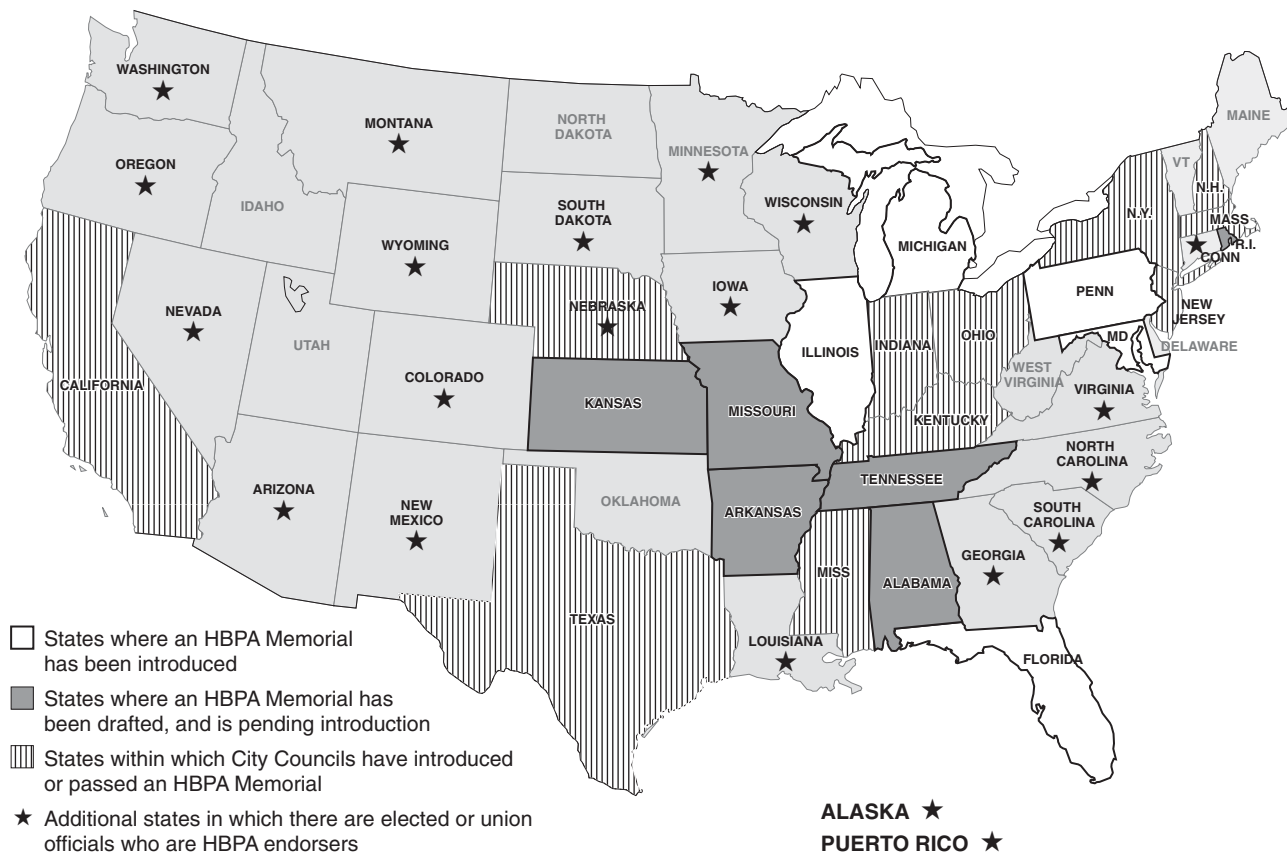 WASHINGTON
MONTANA
NORTH
DAKOTA
MINNESOTA
MAINE
VT
OREGON
IDAHO
SOUTH
DAKOTA
WISCONSIN
N.H.
N.Y.
MASS
WYOMING
MICHIGAN
R.I.
CONN
NEVADA
UTAH
NEBRASKA
IOWA
PENN
NEW
JERSEY
ILLINOIS
INDIANA
OHIO
MD
DELAWARE
CALIFORNIA
COLORADO
WEST
VIRGINIA
VIRGINIA
KANSAS
MISSOURI
KENTUCKY
NORTH
CAROLINA
ARIZONA
NEW
MEXICO
OKLAHOMA
TENNESSEE
ARKANSAS
SOUTH
CAROLINA
GEORGIA
MISS
ALABAMA
TEXAS
LOUISIANA
FLORIDA
States where an HBPA Memorial
has been introduced
States where an HBPA Memorial has
been drafted, and is pending introduction
States within which City Councils have introduced
or passed an HBPA Memorial
Additional states in which there are elected or union
officials who are HBPA endorsers
ALASKA
PUERTO RICO